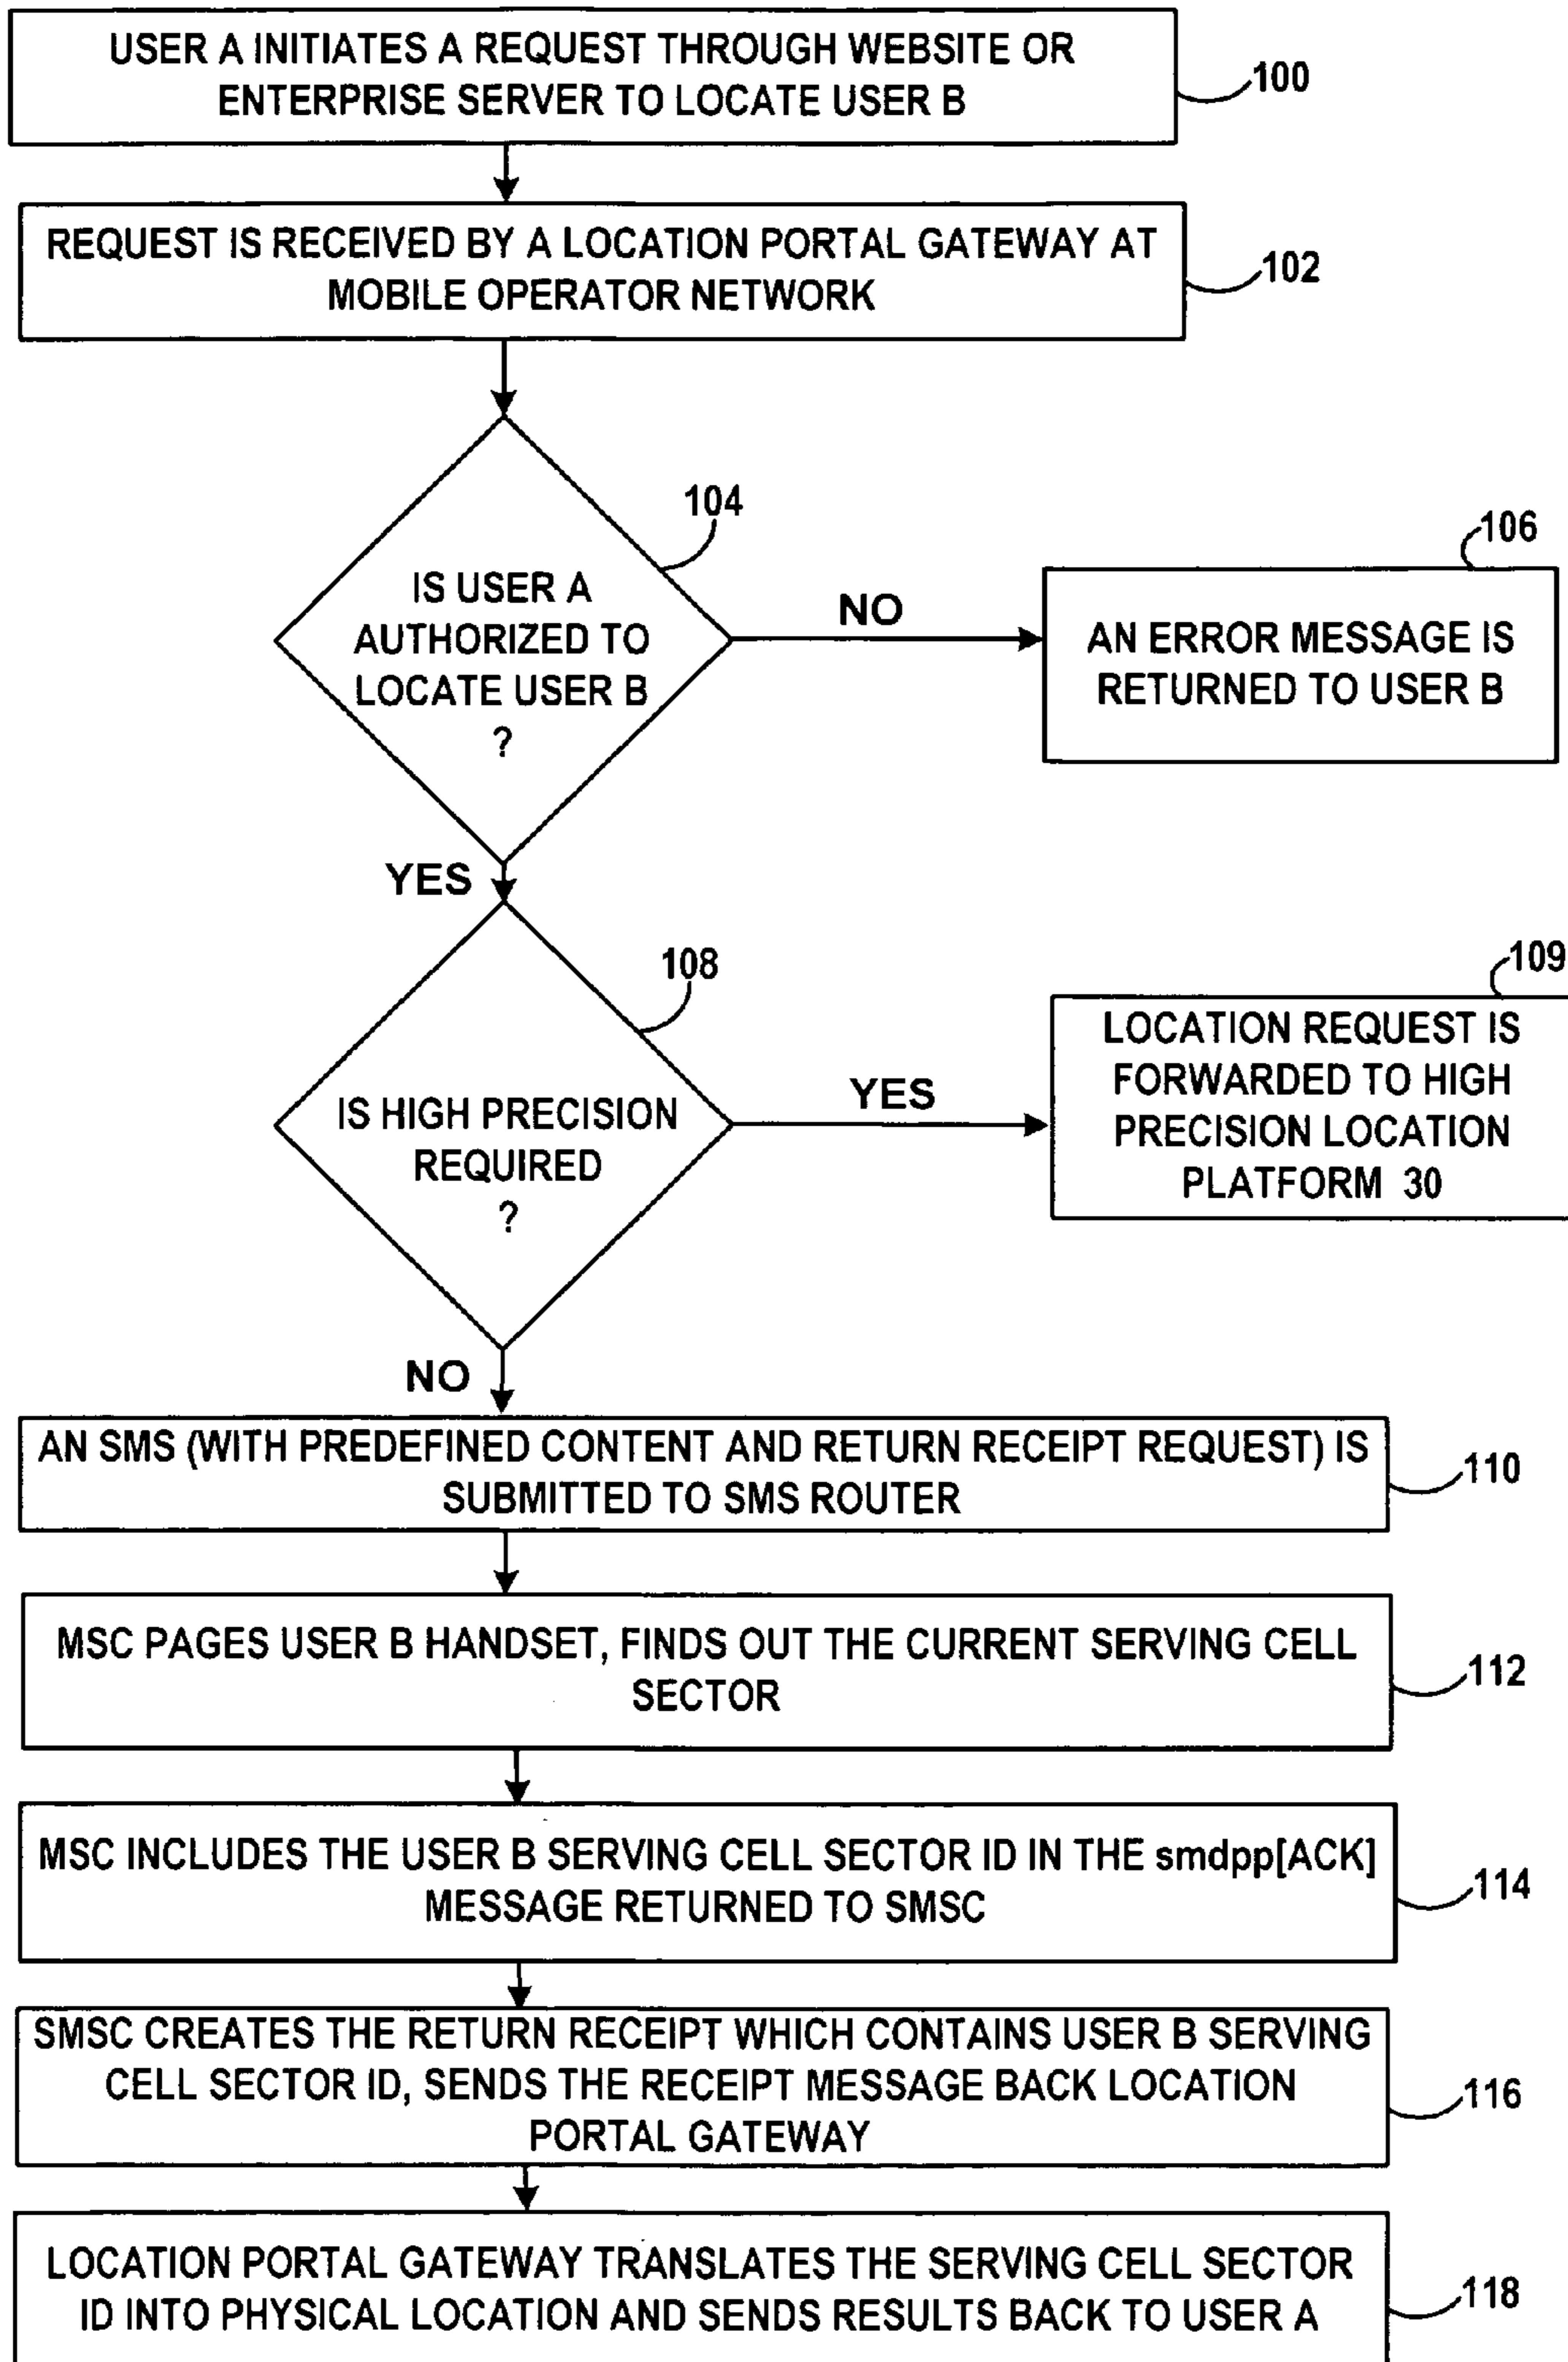 USER A INITIATES A REQUEST THROUGH WEBSITE OR
ENTERPRISE SERVER TO LOCATE USER B
100
REQUEST IS RECEIVED BY A LOCATION PORTAL GATEWAY AT
MOBILE OPERATOR NETWORK
102
104
IS USER A
AUTHORIZED TO
LOCATE USER B
?
NO
106
AN ERROR MESSAGE IS
RETURNED TO USER B
YES
108
IS HIGH PRECISION
REQUIRED
?
YES
109
LOCATION REQUEST IS
FORWARDED TO HIGH
PRECISION LOCATION
PLATFORM 30
NO
AN SMS (WITH PREDEFINED CONTENT AND RETURN RECEIPT REQUEST) IS
SUBMITTED TO SMS ROUTER
110
MSC PAGES USER B HANDSET, FINDS OUT THE CURRENT SERVING CELL
SECTOR
112
MSC INCLUDES THE USER B SERVING CELL SECTOR ID IN THE smdpp[ACK]
MESSAGE RETURNED TO SMSC
114
SMSC CREATES THE RETURN RECEIPT WHICH CONTAINS USER B SERVING
CELL SECTOR ID, SENDS THE RECEIPT MESSAGE BACK LOCATION
PORTAL GATEWAY
116
LOCATION PORTAL GATEWAY TRANSLATES THE SERVING CELL SECTOR
ID INTO PHYSICAL LOCATION AND SENDS RESULTS BACK TO USER A
118